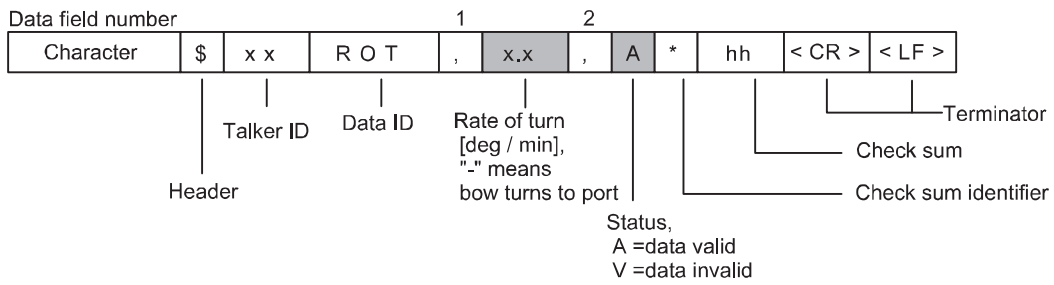 Data field number 1 2
Character $ x x R O T , x.x , A * hh < CR > < LF >
Terminator
Talker ID Data ID Rate of turn
[deg / min],
"-" means
bow turns to port
Check sum
Header
Check sum identifier
Status,
A =data valid
V =data invalid